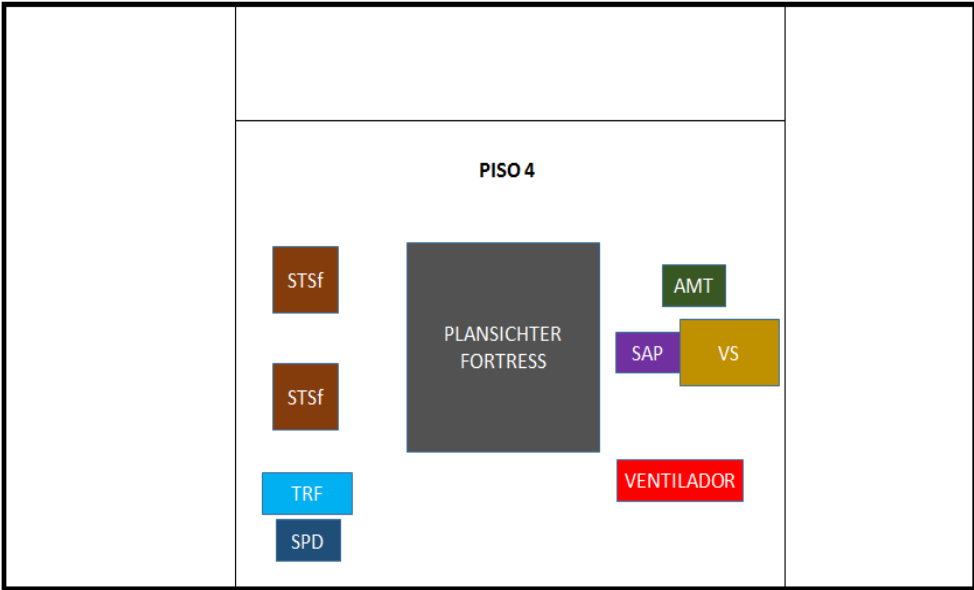 PISO 4
STSf
PLANSICHTER
FORTRESS
AMT
SAP
VS
STSf
VENTILADOR
TRF
SPD